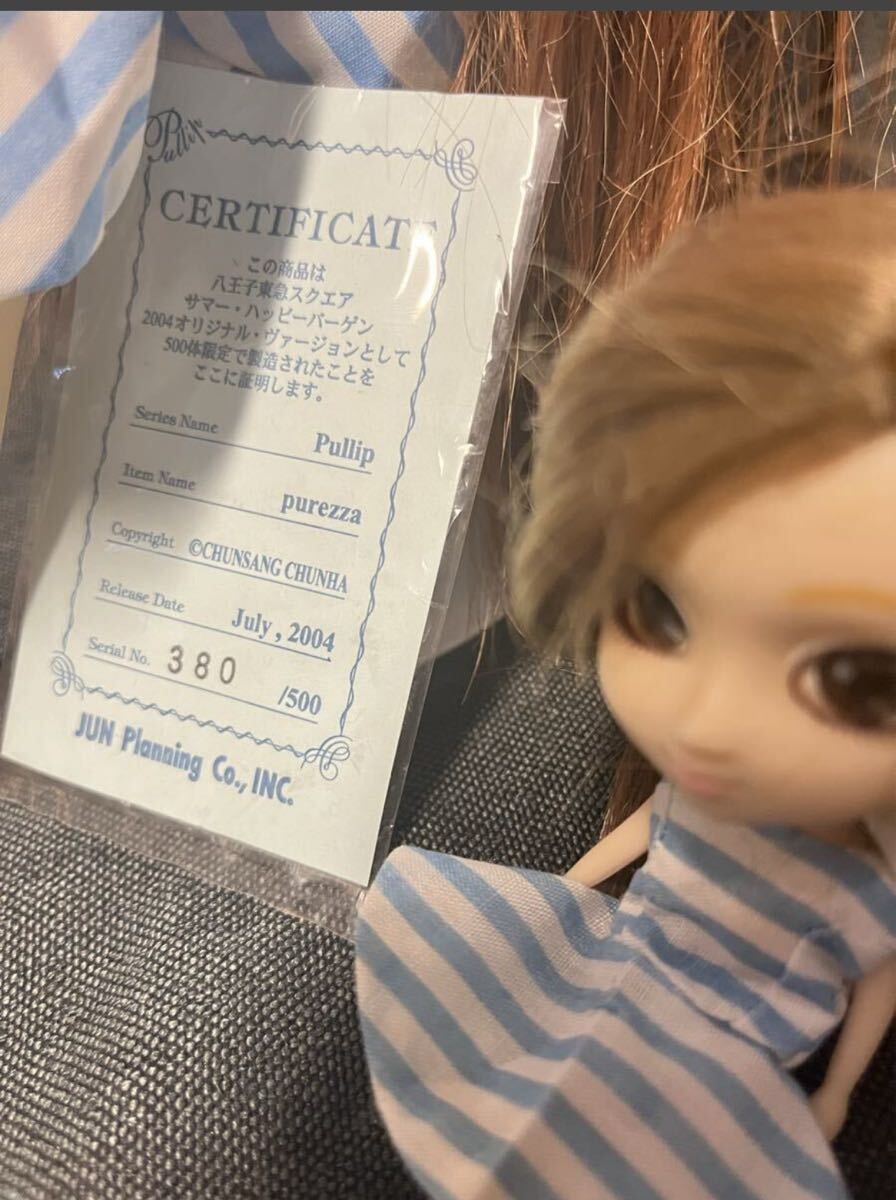 Pullip
CERTIFICATE
この商品は
八王子東急スクエア
サマー・ハッピーバーゲン
2004オリジナル・ヴァージョンとして
500体限定で製造されたことを
ここに証明します。
Series Name Pullip
Item Name purezza
Copyright ©CHUNSANG CHUNHA
Release Date July, 2004
Serial No. 380 /500
JUN Planning Co., INC.